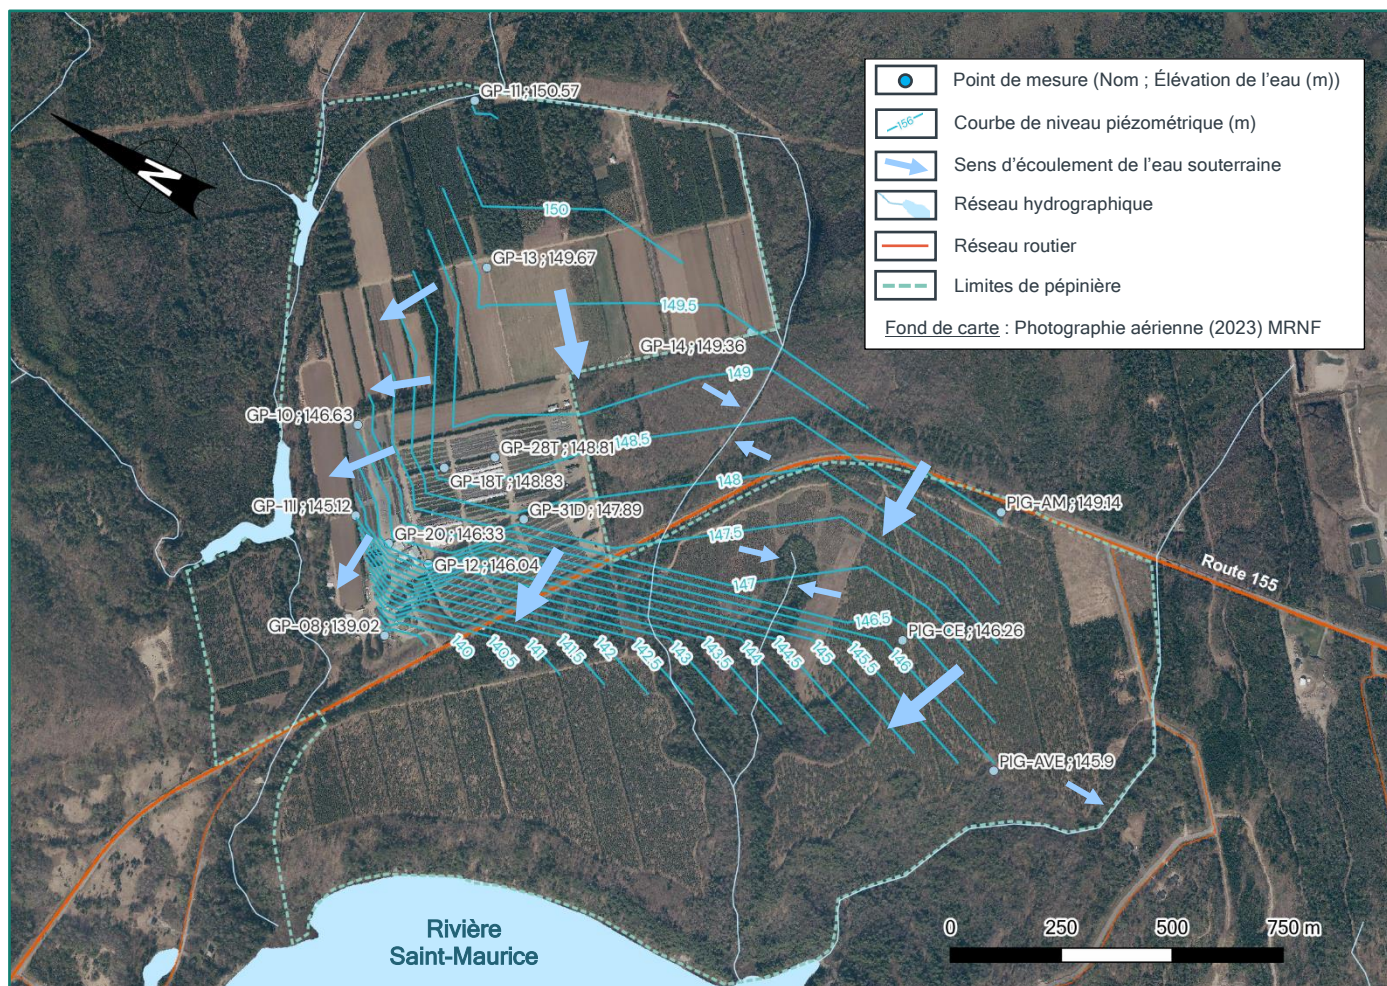 GP-11 ; 150.57
Point de mesure (Nom ; Élévation de l'eau (m))
156
Courbe de niveau piézométrique (m)
Sens d'écoulement de l'eau souterraine
Réseau hydrographique
Réseau routier
Limites de pépinière
Fond de carte : Photographie aérienne (2023) MRNF
N
150
GP-13 ; 149.67
149.5
GP-14 ; 149.36
149
GP-10 ; 146.63
148.5
GP-28T ; 148.81
GP-18T ; 148.83
148
GP-11I ; 145.12
GP-31D ; 147.89
PIG-AM ; 149.14
GP-20 ; 146.33
147.5
GP-12 ; 146.04
Route 155
147
146.5
GP-08 ; 139.02
PIG-CE ; 146.26
140
140.5
141
141.5
142
142.5
143
143.5
144
144.5
145
145.5
146
PIG-AVE ; 145.9
Rivière
Saint-Maurice
0 250 500 750 m